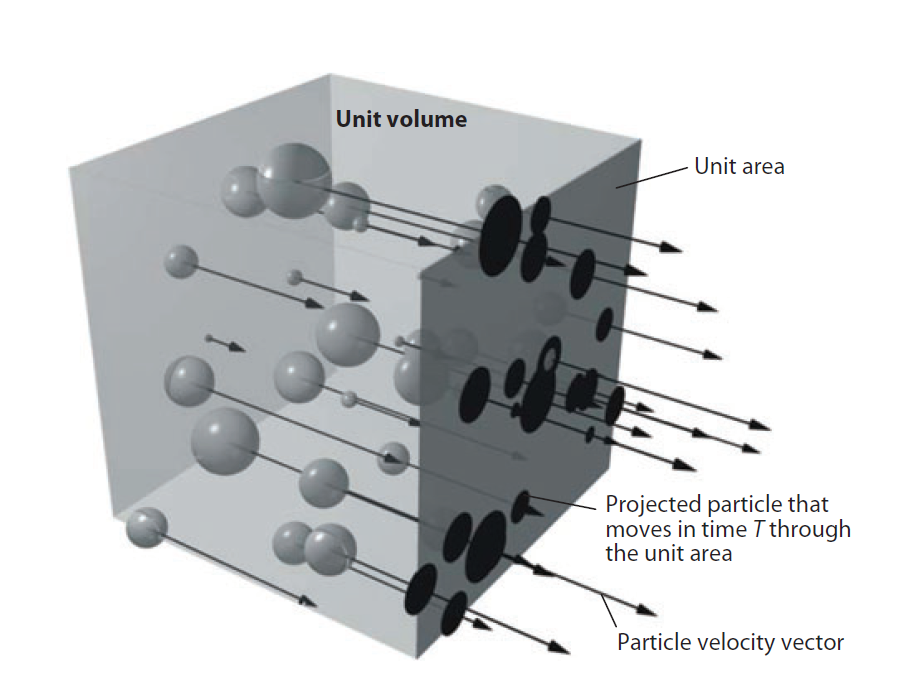 Unit volume
Unit area
Projected particle that
moves in time T through
the unit area
Particle velocity vector